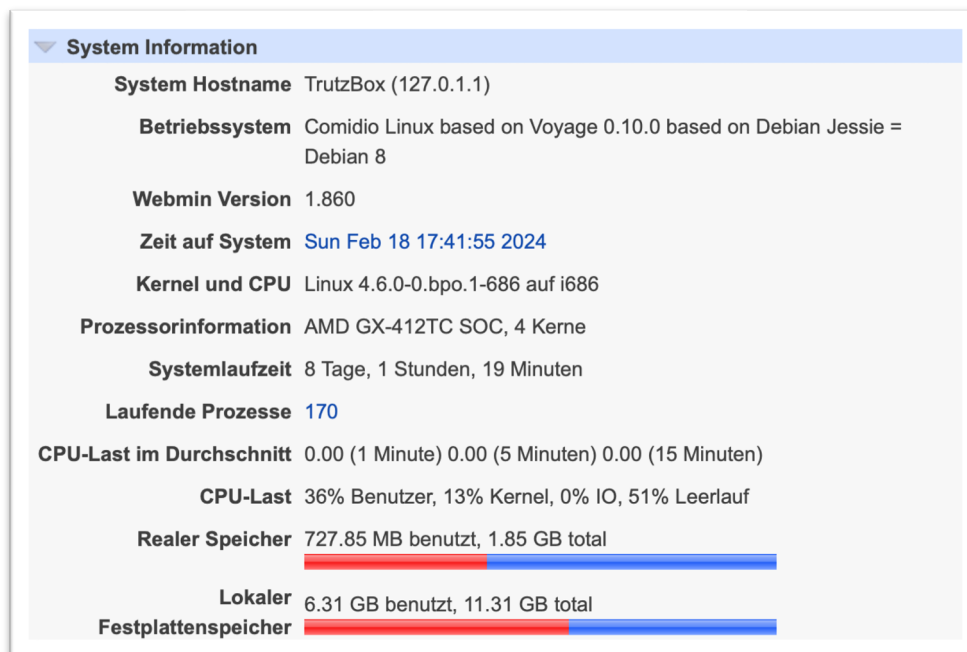 System Information
System Hostname TrutzBox (127.0.1.1)
Betriebssystem Comidio Linux based on Voyage 0.10.0 based on Debian Jessie =
Debian 8
Webmin Version 1.860
Zeit auf System Sun Feb 18 17:41:55 2024
Kernel und CPU Linux 4.6.0-0.bpo.1-686 auf i686
Prozessorinformation AMD GX-412TC SOC, 4 Kerne
Systemlaufzeit 8 Tage, 1 Stunden, 19 Minuten
Laufende Prozesse 170
CPU-Last im Durchschnitt 0.00 (1 Minute) 0.00 (5 Minuten) 0.00 (15 Minuten)
CPU-Last 36% Benutzer, 13% Kernel, 0% IO, 51% Leerlauf
Realer Speicher 727.85 MB benutzt, 1.85 GB total
Lokaler
Festplattenspeicher 6.31 GB benutzt, 11.31 GB total